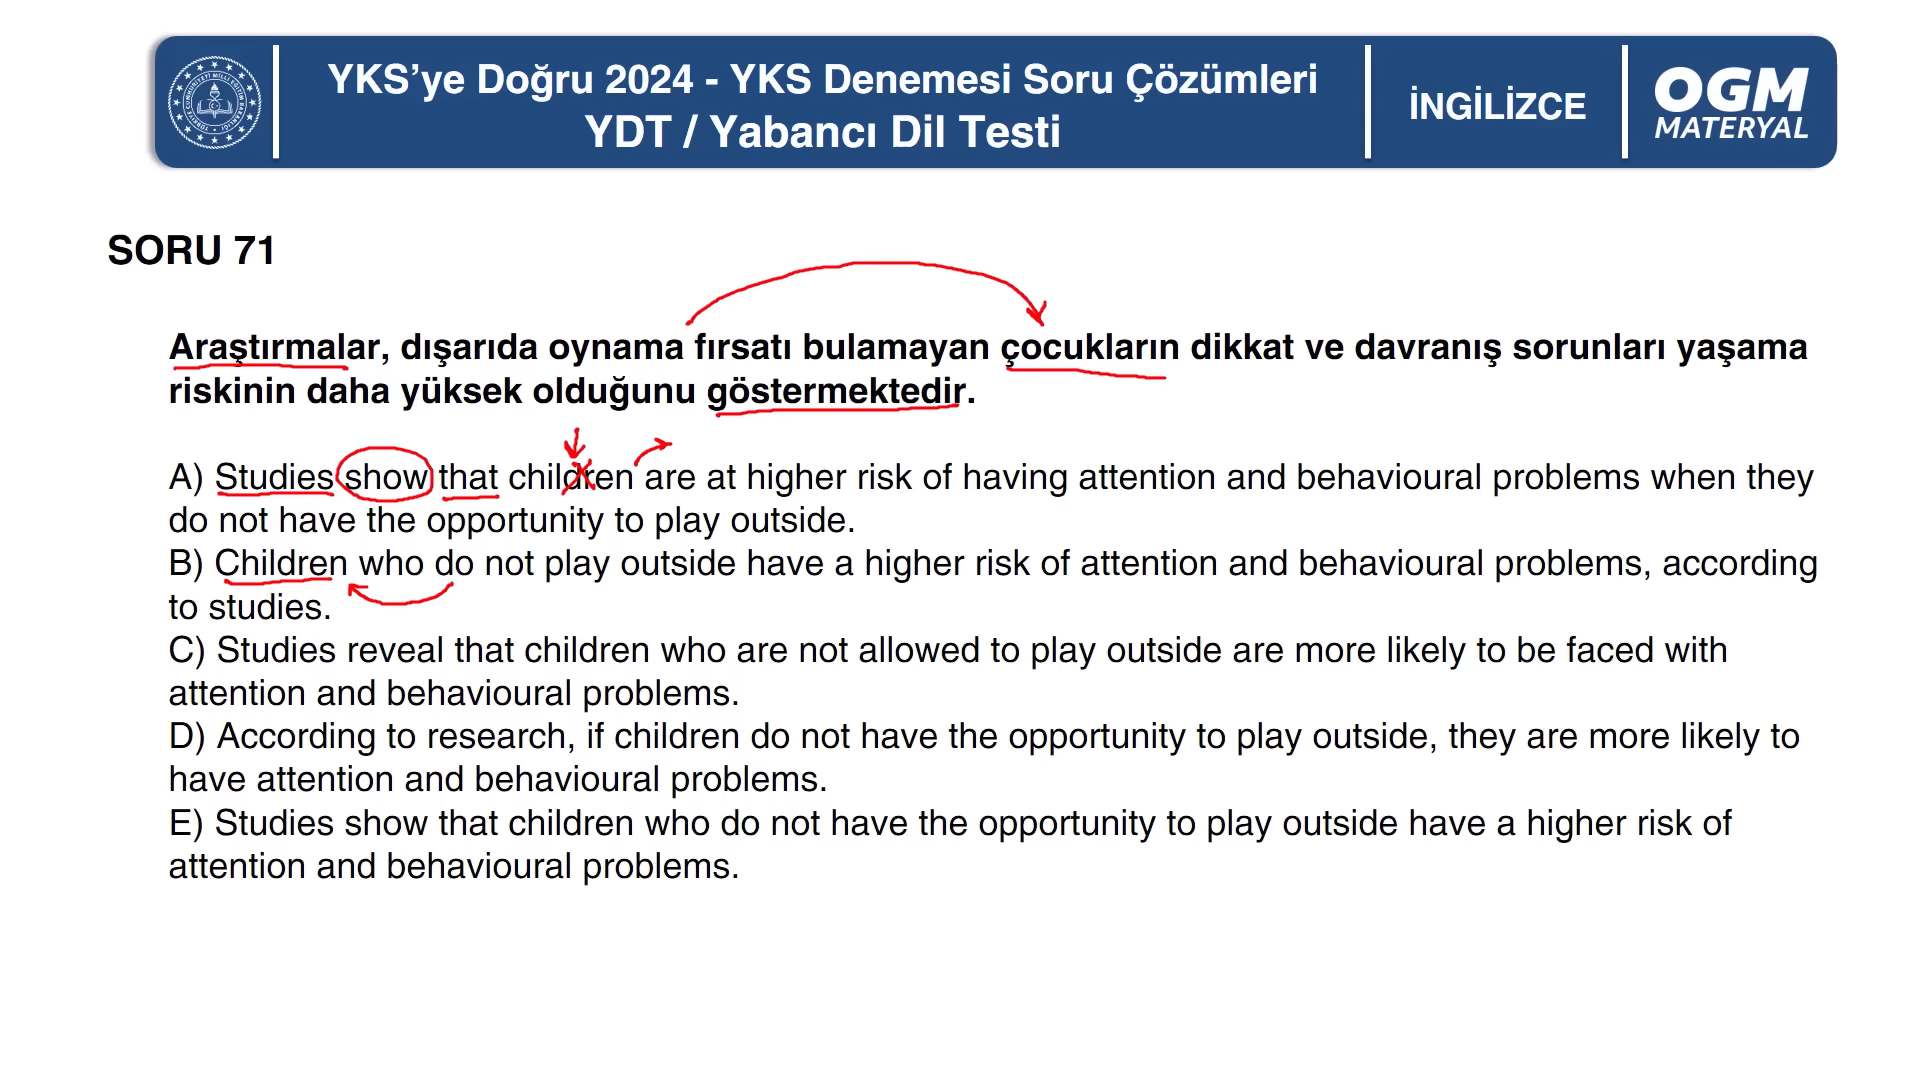 YKS’ye Doğru 2024 - YKS Denemesi Soru Çözümleri
YDT / Yabancı Dil Testi
İNGİLİZCE
OGM
MATERYAL
SORU 71
Araştırmalar, dışarıda oynama fırsatı bulamayan çocukların dikkat ve davranış sorunları yaşama
riskinin daha yüksek olduğunu göstermektedir.
A) Studies show that children are at higher risk of having attention and behavioural problems when they
do not have the opportunity to play outside.
B) Children who do not play outside have a higher risk of attention and behavioural problems, according
to studies.
C) Studies reveal that children who are not allowed to play outside are more likely to be faced with
attention and behavioural problems.
D) According to research, if children do not have the opportunity to play outside, they are more likely to
have attention and behavioural problems.
E) Studies show that children who do not have the opportunity to play outside have a higher risk of
attention and behavioural problems.